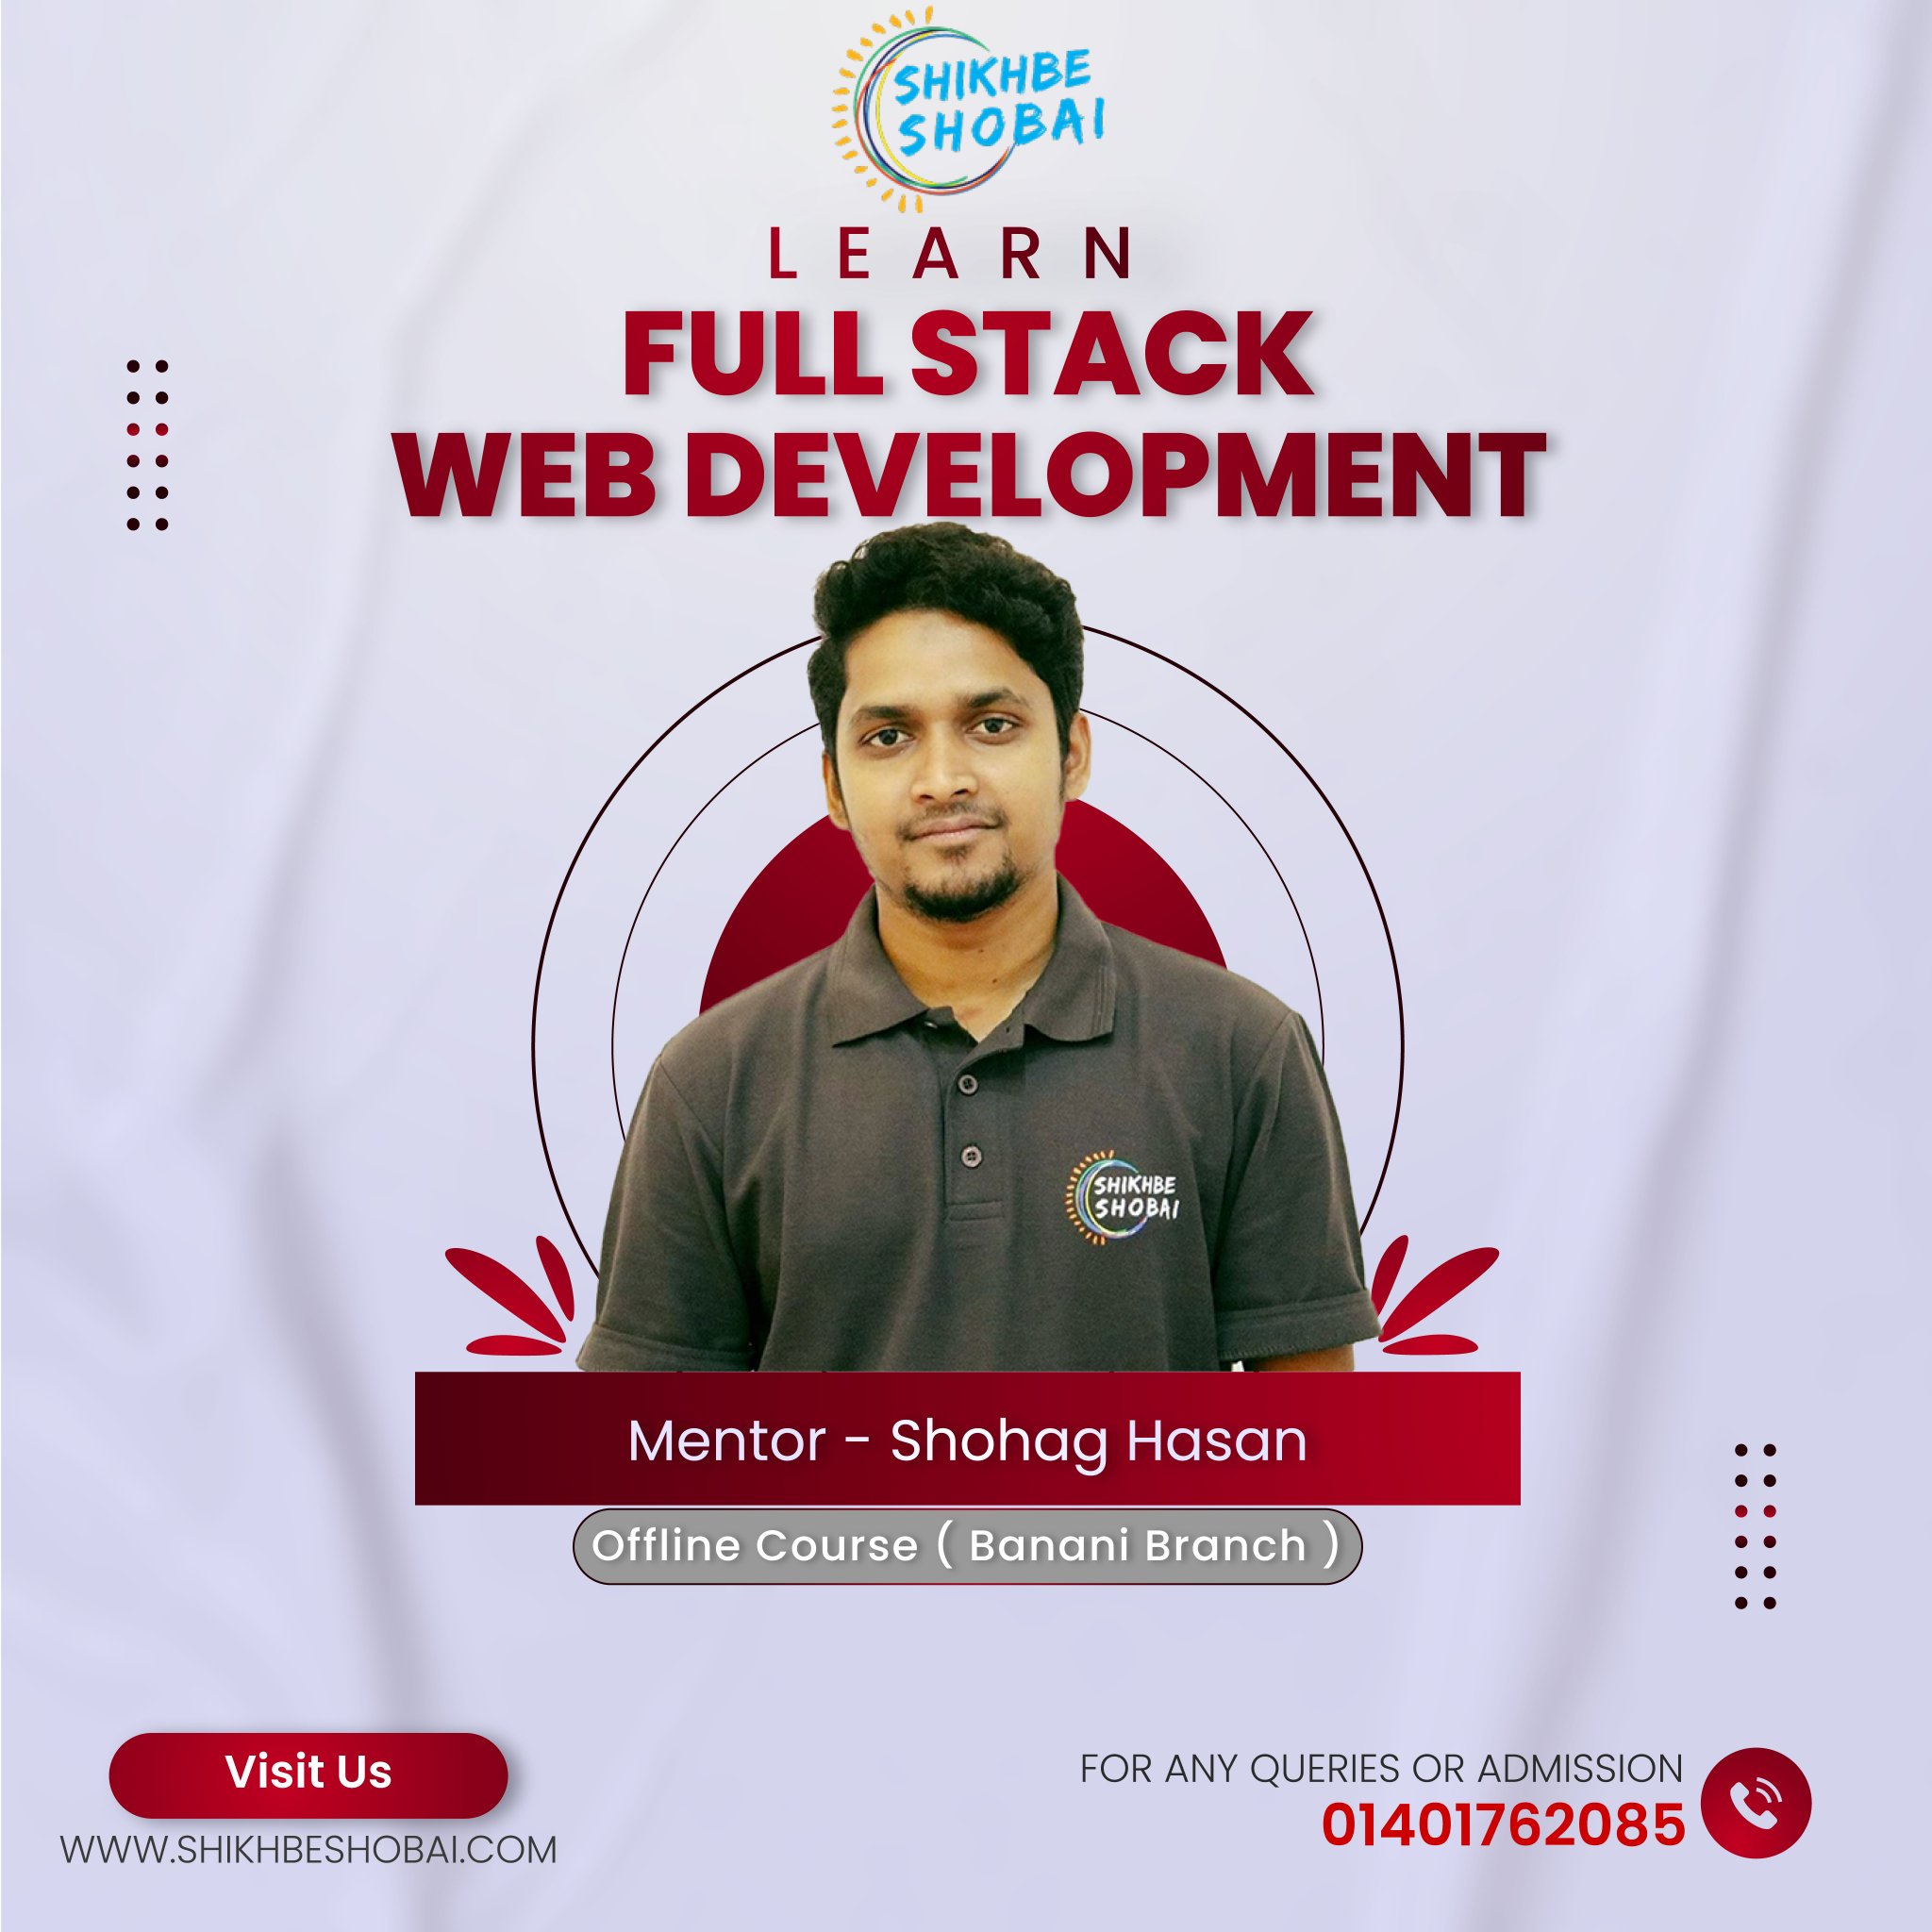 SHIKHBE
SHOBAI
LEARN
FULL STACK
WEB DEVELOPMENT
SHIKHBE
SHOBAI
Mentor - Shohag Hasan
Offline Course ( Banani Branch )
Visit Us
WWW.SHIKHBESHOBAI.COM
FOR ANY QUERIES OR ADMISSION
01401762085